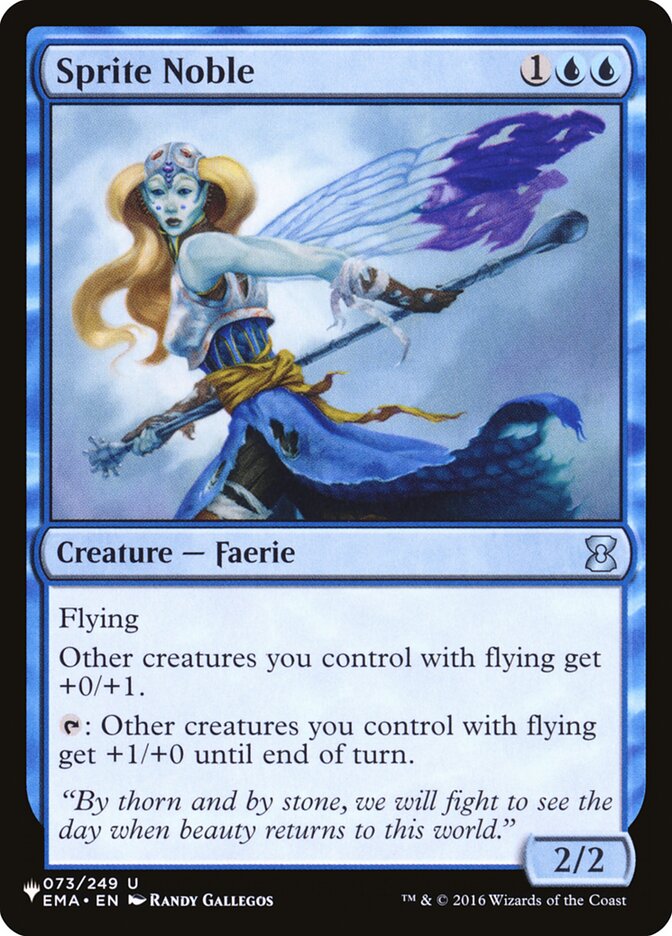 Sprite Noble 1
Creature — Faerie
Flying
Other creatures you control with flying get
+0/+1.
: Other creatures you control with flying
get +1/+0 until end of turn.
“By thorn and by stone, we will fight to see the
day when beauty returns to this world.”
2/2
073/249 U
EMA • EN Randy Gallegos
™ & © 2016 Wizards of the Coast